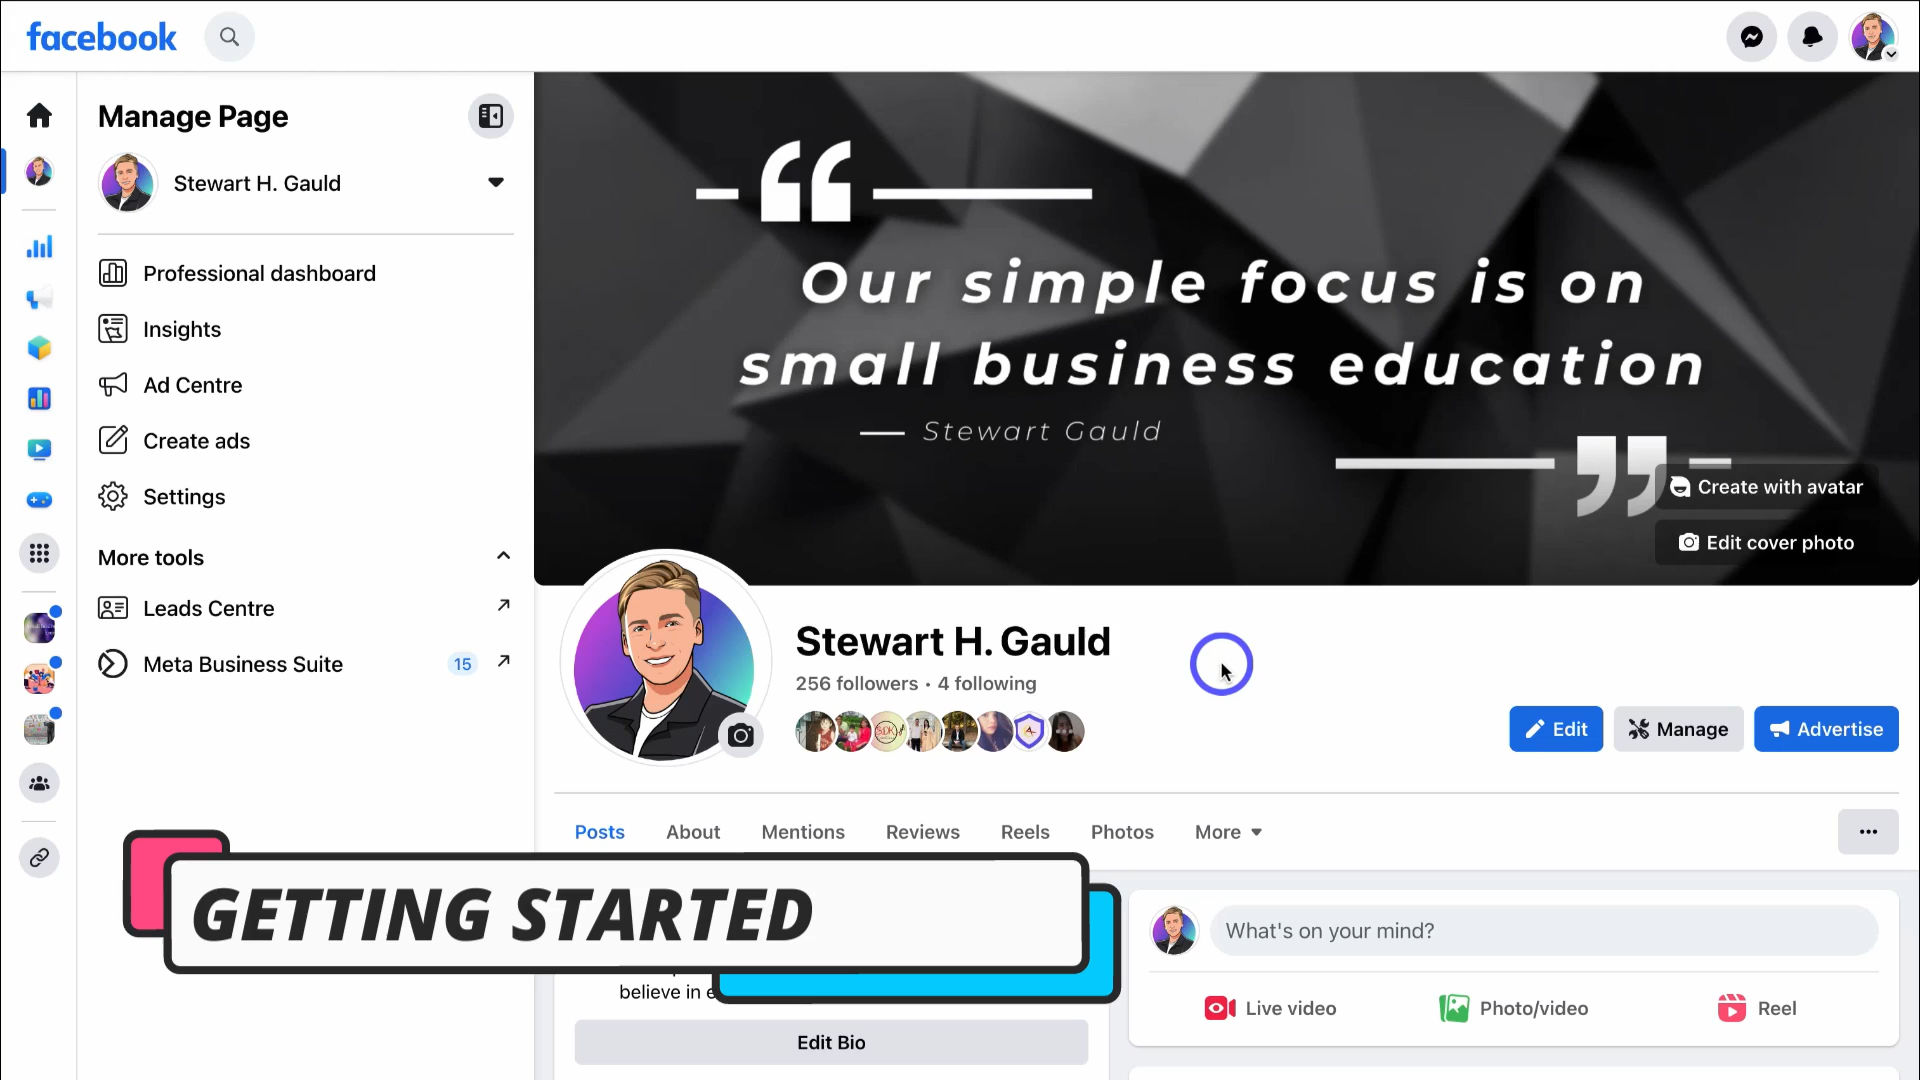 facebook
Manage Page
Stewart H. Gauld
Professional dashboard
Insights
Ad Centre
Create ads
Settings
More tools
Leads Centre
Meta Business Suite
15
Our simple focus is on
small business education
Stewart Gauld
Create with avatar
Edit cover photo
Stewart H. Gauld
256 followers · 4 following
Edit
Manage
Advertise
Posts
About
Mentions
Reviews
Reels
Photos
More
GETTING STARTED
believe in
Edit Bio
What's on your mind?
Live video
Photo/video
Reel